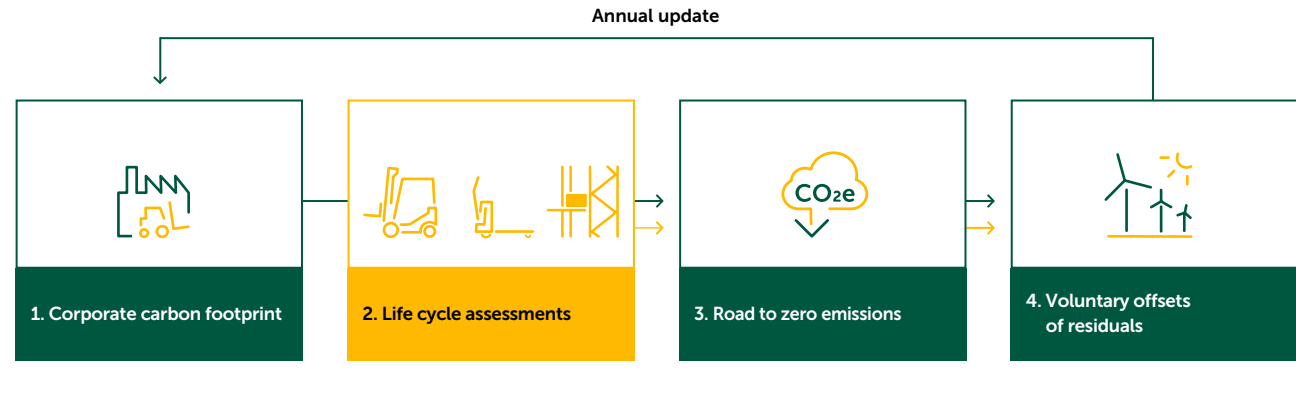 Annual update
CO2e
1. Corporate carbon footprint
2. Life cycle assessments
3. Road to zero emissions
4. Voluntary offsets
of residuals